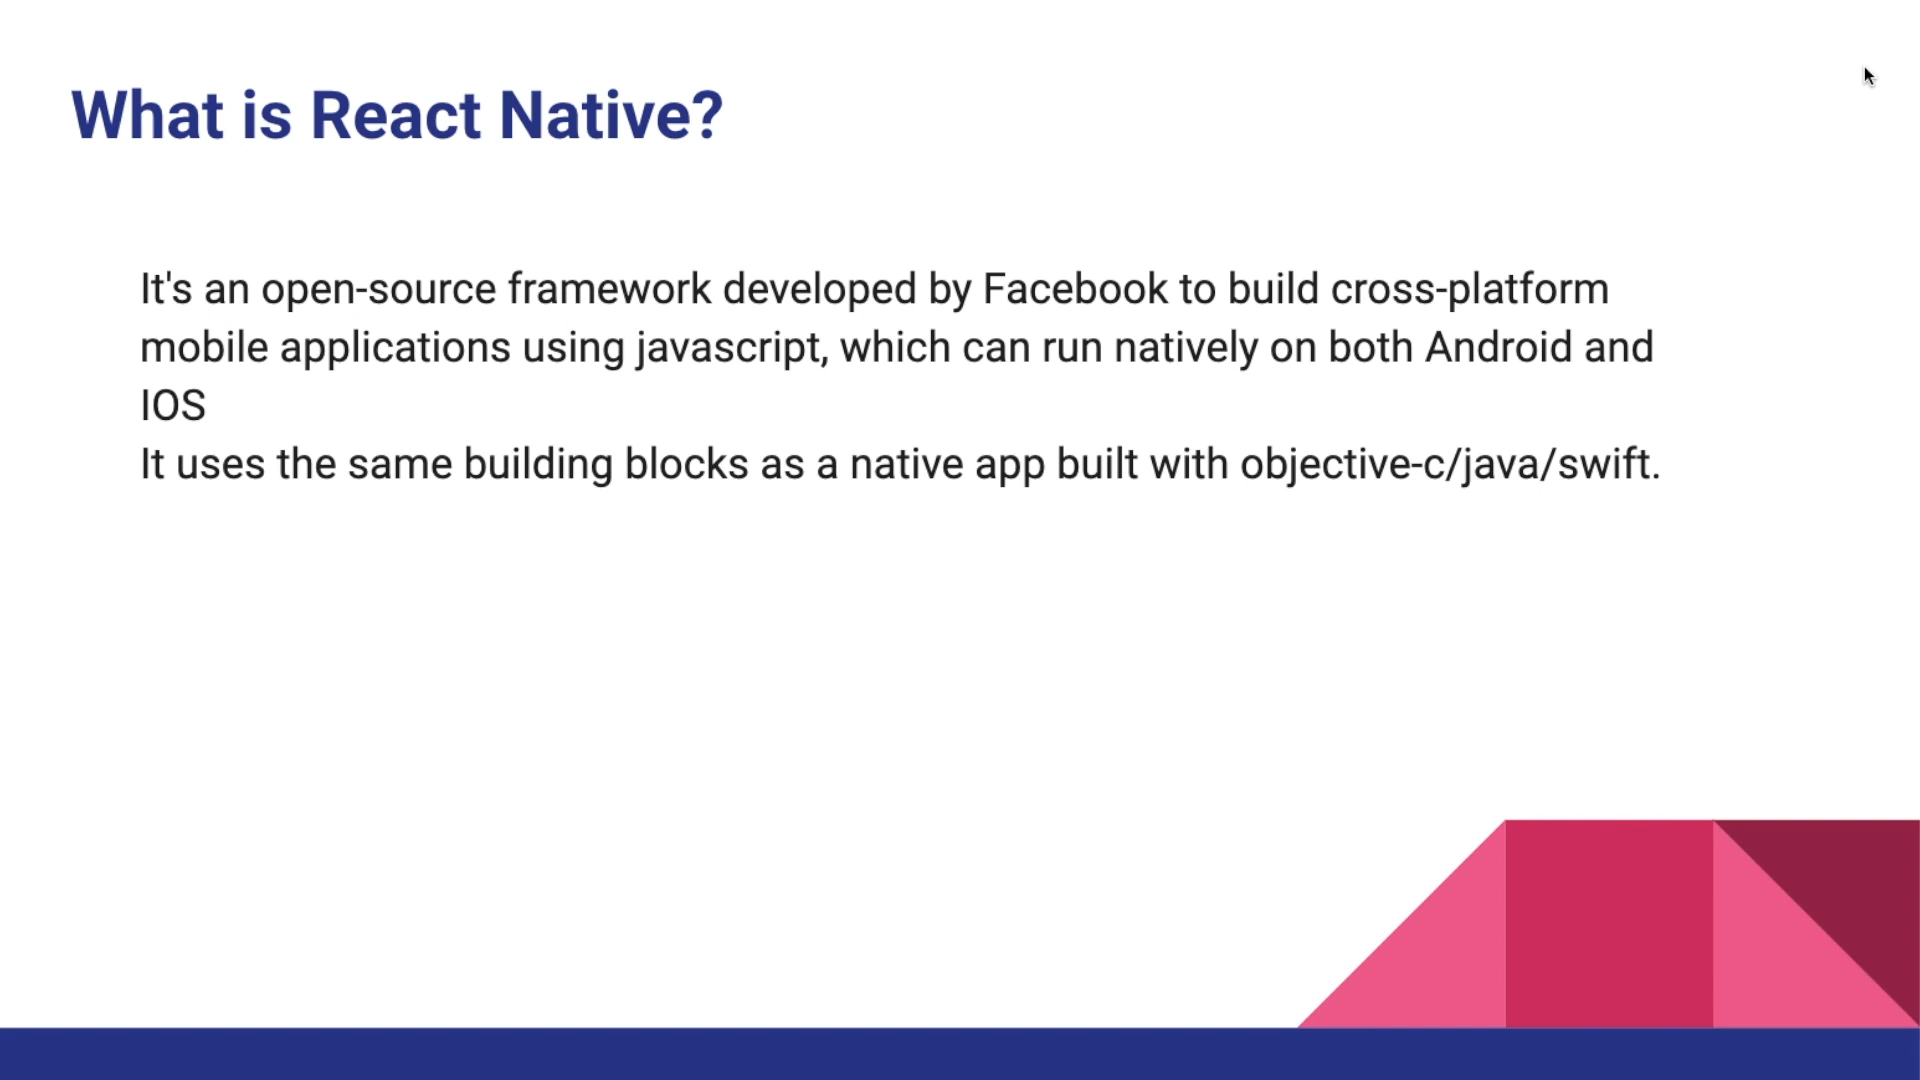 What is React Native?
It's an open-source framework developed by Facebook to build cross-platform
mobile applications using javascript, which can run natively on both Android and
IOS
It uses the same building blocks as a native app built with objective-c/java/swift.